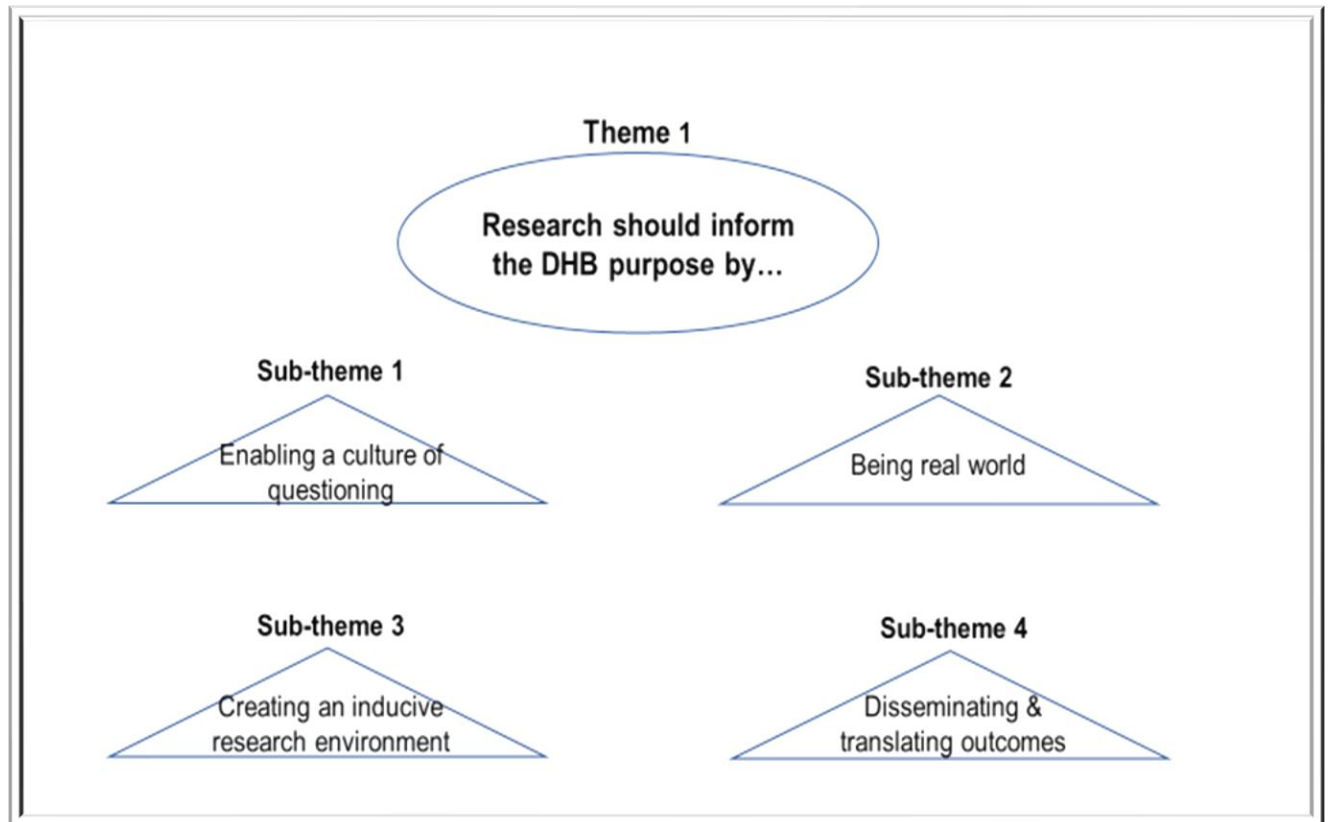 Theme 1
Research should inform
the DHB purpose by...
Sub-theme 1
Enabling a culture of
questioning
Sub-theme 2
Being real world
Sub-theme 3
Creating an inducive
research environment
Sub-theme 4
Disseminating &
translating outcomes